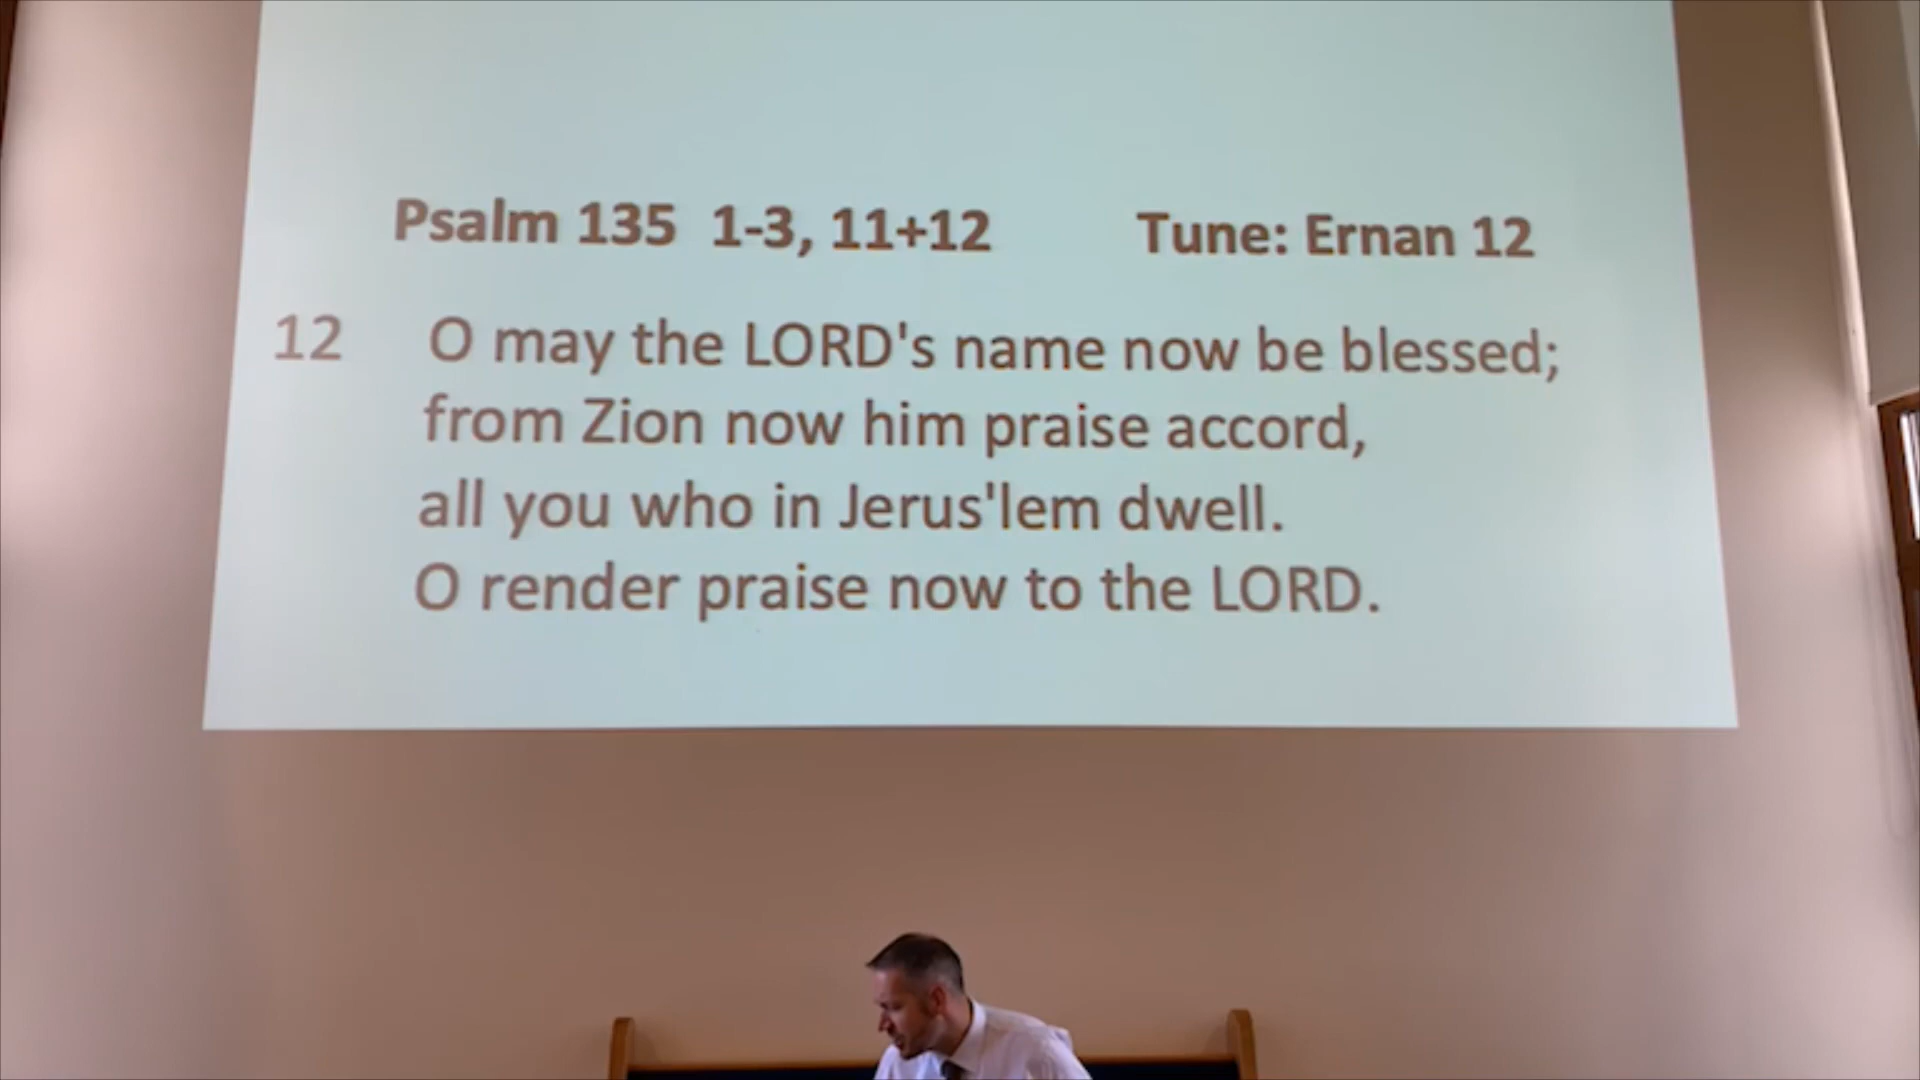 Psalm 135 1-3, 11+12 Tune: Ernan 12
12 O may the LORD's name now be blessed;
from Zion now him praise accord,
all you who in Jerus'lem dwell.
O render praise now to the LORD.